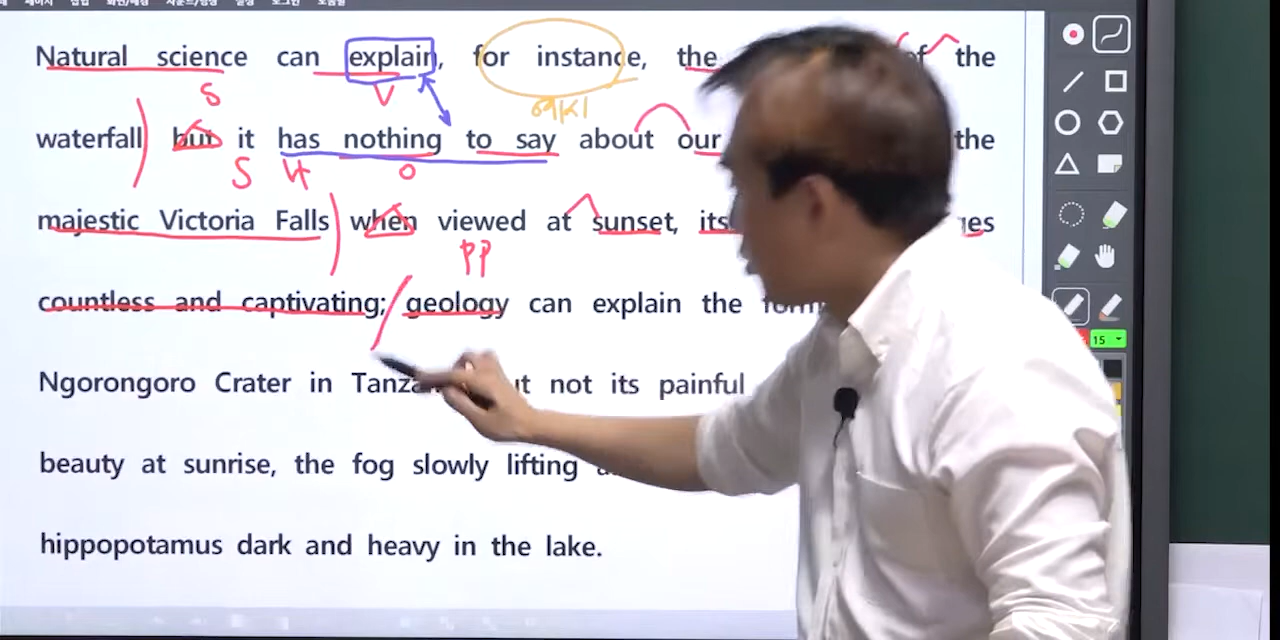 Natural science can explain, for instance, the of the
S V 예시
waterfall) but it has nothing to say about our the
S 0
majestic Victoria Falls) when viewed at sunset, its
PP
countless and captivating; geology can explain the
Ngorongoro Crater in not its painful
beauty at sunrise, the fog slowly lifting
hippopotamus dark and heavy in the lake.
15